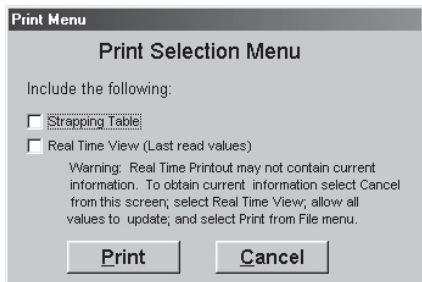 Print Menu
Print Selection Menu
Include the following:
Strapping Table
Real Time View (Last read values)
Warning: Real Time Printout may not contain current
information. To obtain current information select Cancel
from this screen; select Real Time View; allow all
values to update; and select Print from File menu.
Print
Cancel